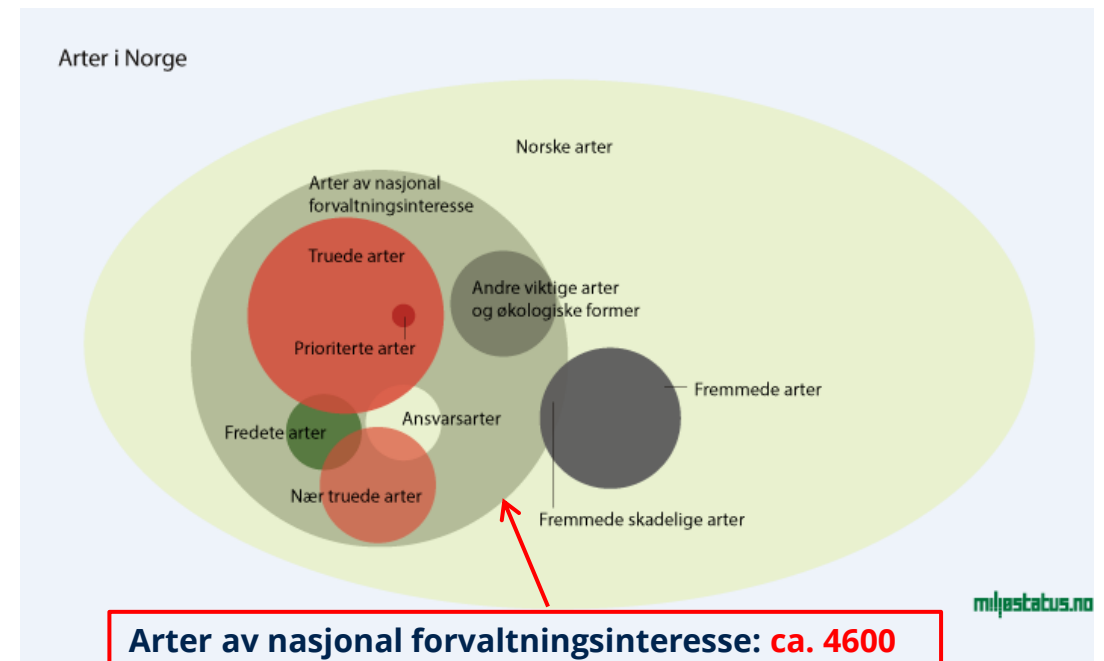 Arter i Norge
Norske arter
Arter av nasjonal
forvaltningsinteresse
Truede arter
Andre viktige arter
og økologiske former
Prioriterte arter
Fremmede arter
Ansvarsarter
Fredete arter
Nær truede arter
Fremmede skadelige arter
miljøstatus.no
Arter av nasjonal forvaltningsinteresse: ca. 4600